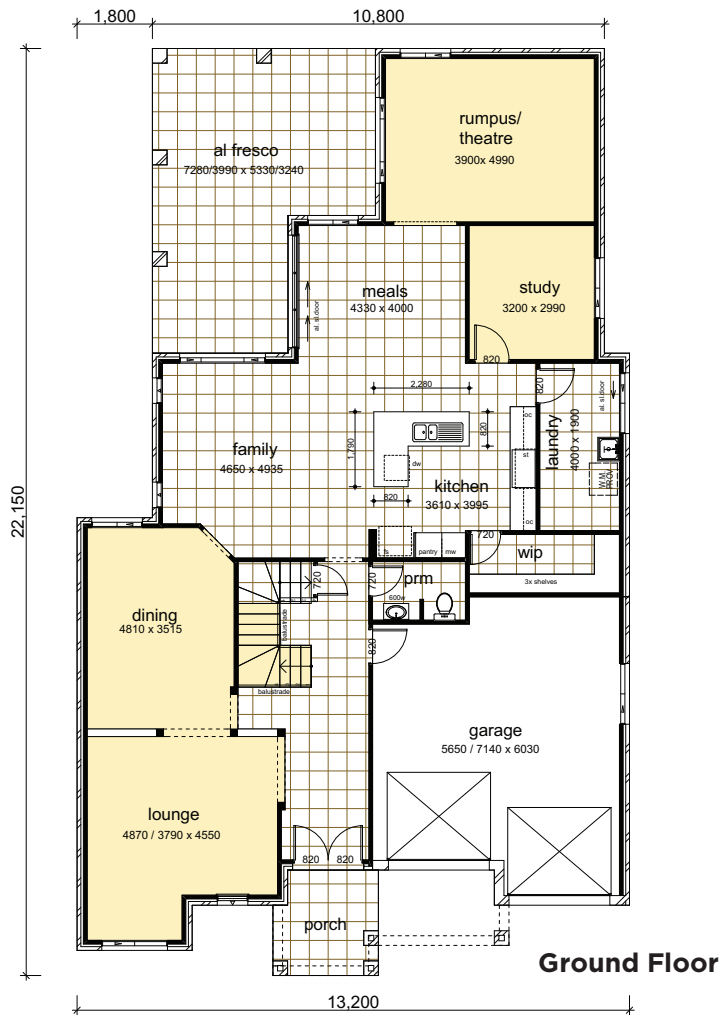 1,800
10,800
rumpus/
theatre
3900x 4990
al fresco
7280/3990 x 5330/3240
study
3200 x 2990
meals
4330 x 4000
al. sl.door
820
22,150
2,280
820
al. sl.door
oc
laundry
4000 x 1900
1,790
820
family
4650 x 4935
st
dw
W.M.
PROV
kitchen
3610 x 3995
820
oc
fs
pantry
mw
720
wip
3x shelves
720
720
prm
600w
dining
4810 x 3515
balustrade
balustrade
820
garage
5650 / 7140 x 6030
lounge
4870 / 3790 x 4550
820
820
porch
Ground Floor
13,200